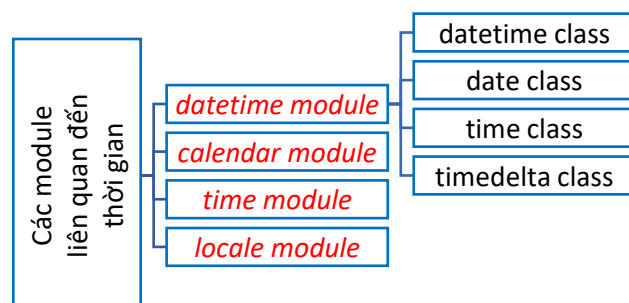 Các module
liên quan đến
thời gian
datetime module
calendar module
time module
locale module
datetime class
date class
time class
timedelta class